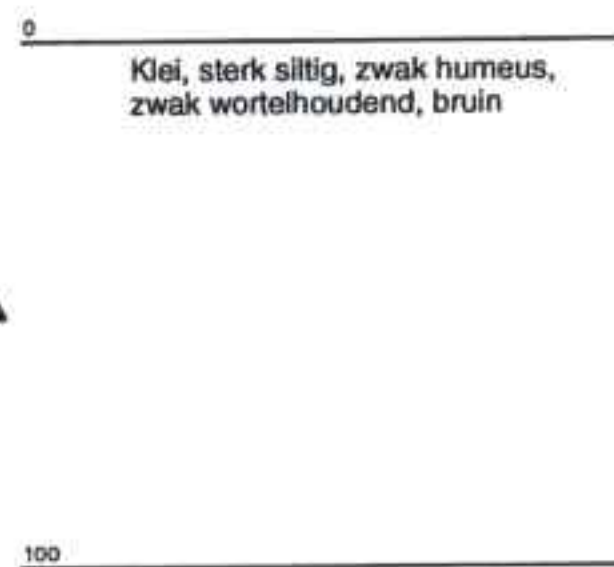 0
Klei, sterk siltig, zwak humeus,
zwak wortelhoudend, bruin
100